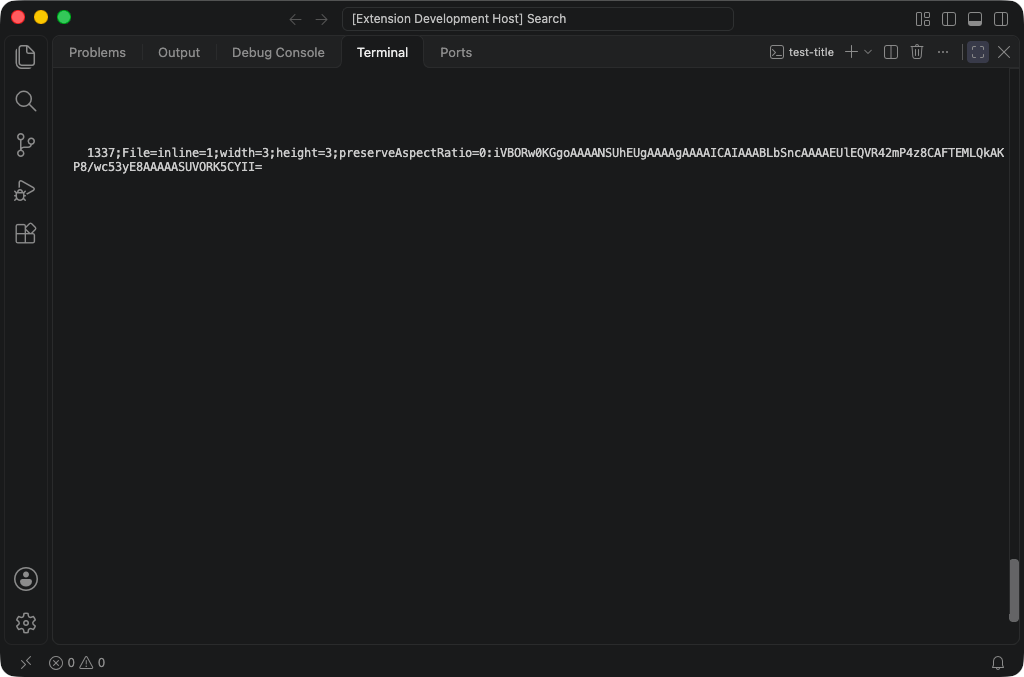 [Extension Development Host] Search
Problems
Output
Debug Console
Terminal
Ports
test-title
1337;File=inline=1;width=3;height=3;preserveAspectRatio=0:iVBORw0KGgoAAAANSUhEUgAAAAgAAAAICAIAAABLbSncAAAAEUlEQVR42mP4z8CAFTEMLQkAK
P8/wc53yE8AAAAASUVORK5CYII=
0
0